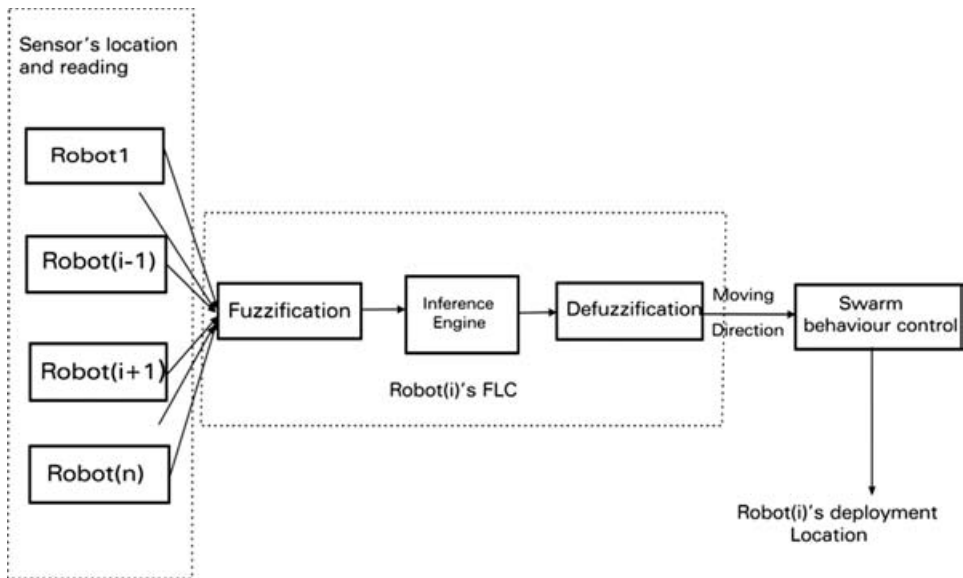 Sensor's location
and reading
Robot1
Robot(i-1)
Robot(i+1)
Robot(n)
Fuzzification
Inference
Engine
Defuzzification
Robot(i)'s FLC
Moving
Direction
Swarm
behaviour control
Robot(i)'s deployment
Location